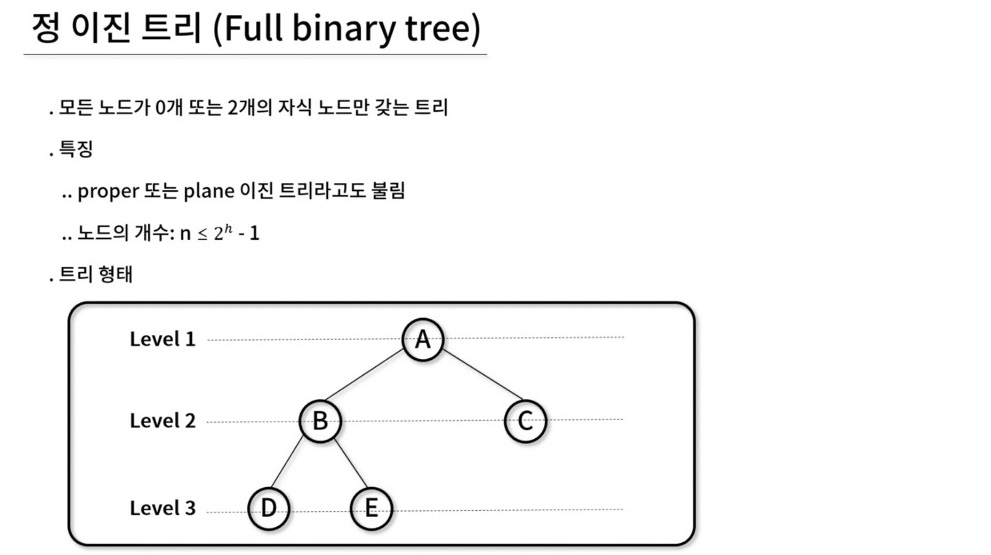 정 이진 트리 (Full binary tree)
. 모든 노드가 0개 또는 2개의 자식 노드만 갖는 트리
. 특징
.. proper 또는 plane 이진 트리라고도 불림
.. 노드의 개수: n ≤ 2ʰ - 1
. 트리 형태
Level 1 A
Level 2 B C
Level 3 D E